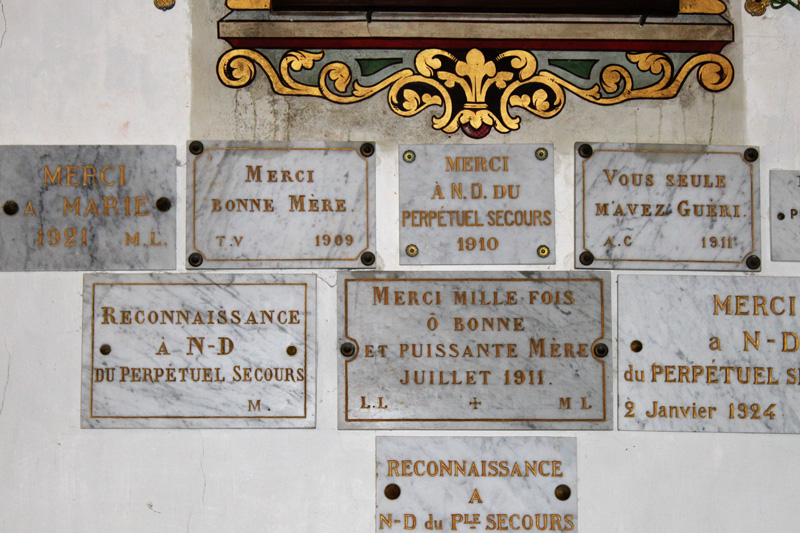 MERCI
A MARIE
1921 M.L.
MERCI
BONNE MÈRE.
T.V 1909
MERCI
À N.D. DU
PERPÉTUEL SECOURS
1910
VOUS SEULE
M'AVEZ GUÉRI.
A.C 1911
RECONNAISSANCE
À N-D
DU PERPÉTUEL SECOURS
M.
MERCI MILLE FOIS
Ô BONNE
ET PUISSANTE MÈRE
JUILLET 1911.
L.L + M L
MERCI
a N-D
du PERPÉTUEL
2 Janvier 1924
RECONNAISSANCE
A
N-D du PLE SECOURS